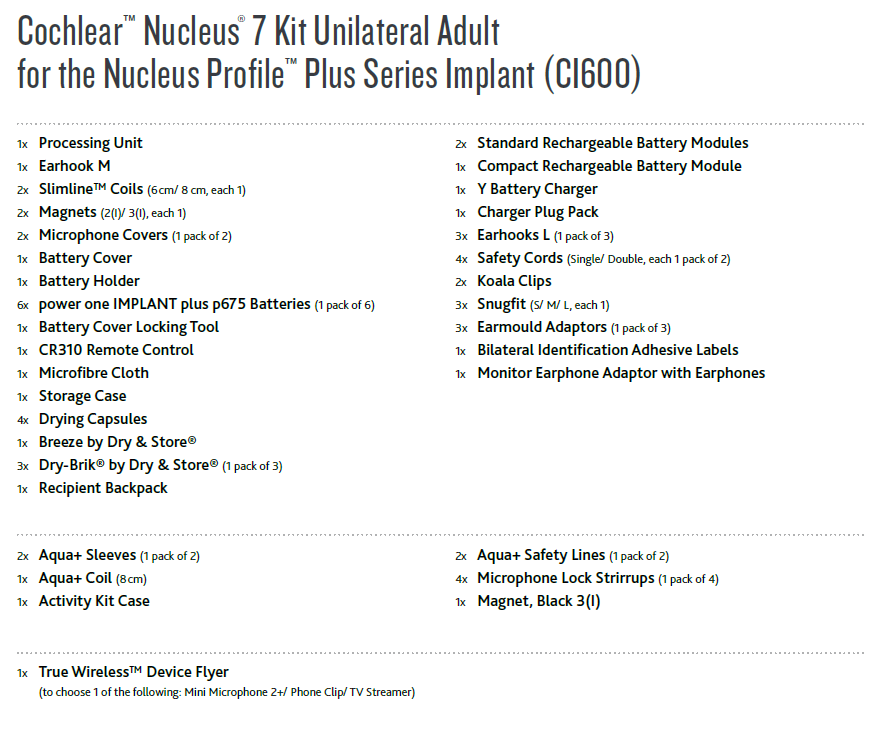 Cochlear™ Nucleus® 7 Kit Unilateral Adult
for the Nucleus Profile™ Plus Series Implant (CI600)
1x Processing Unit
1x Earhook M
2x Slimline™ Coils (6cm/ 8 cm, each 1)
2x Magnets (2(I)/ 3(I), each 1)
2x Microphone Covers (1 pack of 2)
1x Battery Cover
1x Battery Holder
6x power one IMPLANT plus p675 Batteries (1 pack of 6)
1x Battery Cover Locking Tool
1x CR310 Remote Control
1x Microfibre Cloth
1x Storage Case
4x Drying Capsules
1x Breeze by Dry & Store®
3x Dry-Brik® by Dry & Store® (1 pack of 3)
1x Recipient Backpack
2x Standard Rechargeable Battery Modules
1x Compact Rechargeable Battery Module
1x Y Battery Charger
1x Charger Plug Pack
3x Earhooks L (1 pack of 3)
4x Safety Cords (Single/ Double, each 1 pack of 2)
2x Koala Clips
3x Snugfit (S/ M/ L, each 1)
3x Earmould Adaptors (1 pack of 3)
1x Bilateral Identification Adhesive Labels
1x Monitor Earphone Adaptor with Earphones
2x Aqua+ Sleeves (1 pack of 2)
1x Aqua+ Coil (8cm)
1x Activity Kit Case
2x Aqua+ Safety Lines (1 pack of 2)
4x Microphone Lock Strirrups (1 pack of 4)
1x Magnet, Black 3(I)
1x True Wireless™ Device Flyer
(to choose 1 of the following: Mini Microphone 2+/ Phone Clip/ TV Streamer)